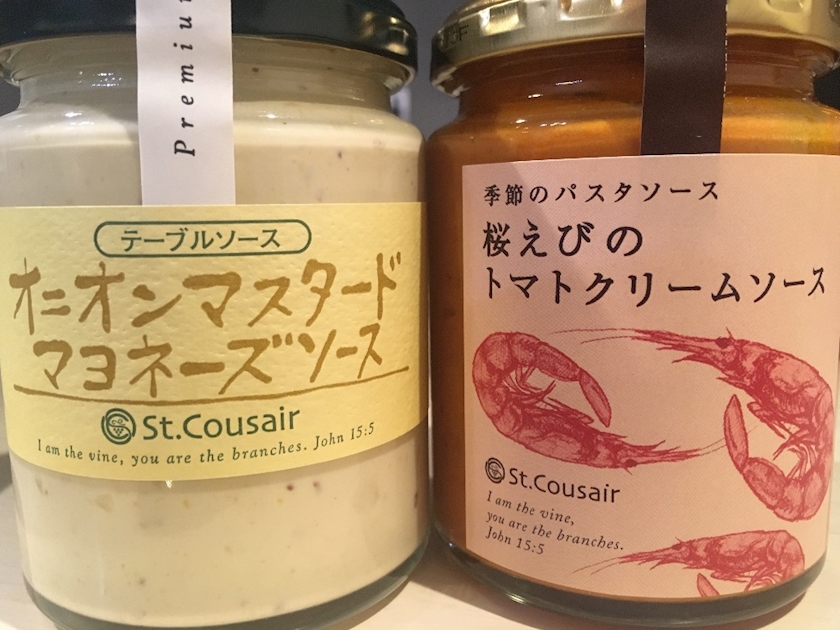 Premiu
テーブルソース
オニオンマスタード
マヨネーズソース
St.Cousair
I am the vine, you are the branches. John 15:5
季節のパスタソース
桜えびの
トマトクリームソース
St.Cousair
I am the vine,
you are the branches.
John 15:5